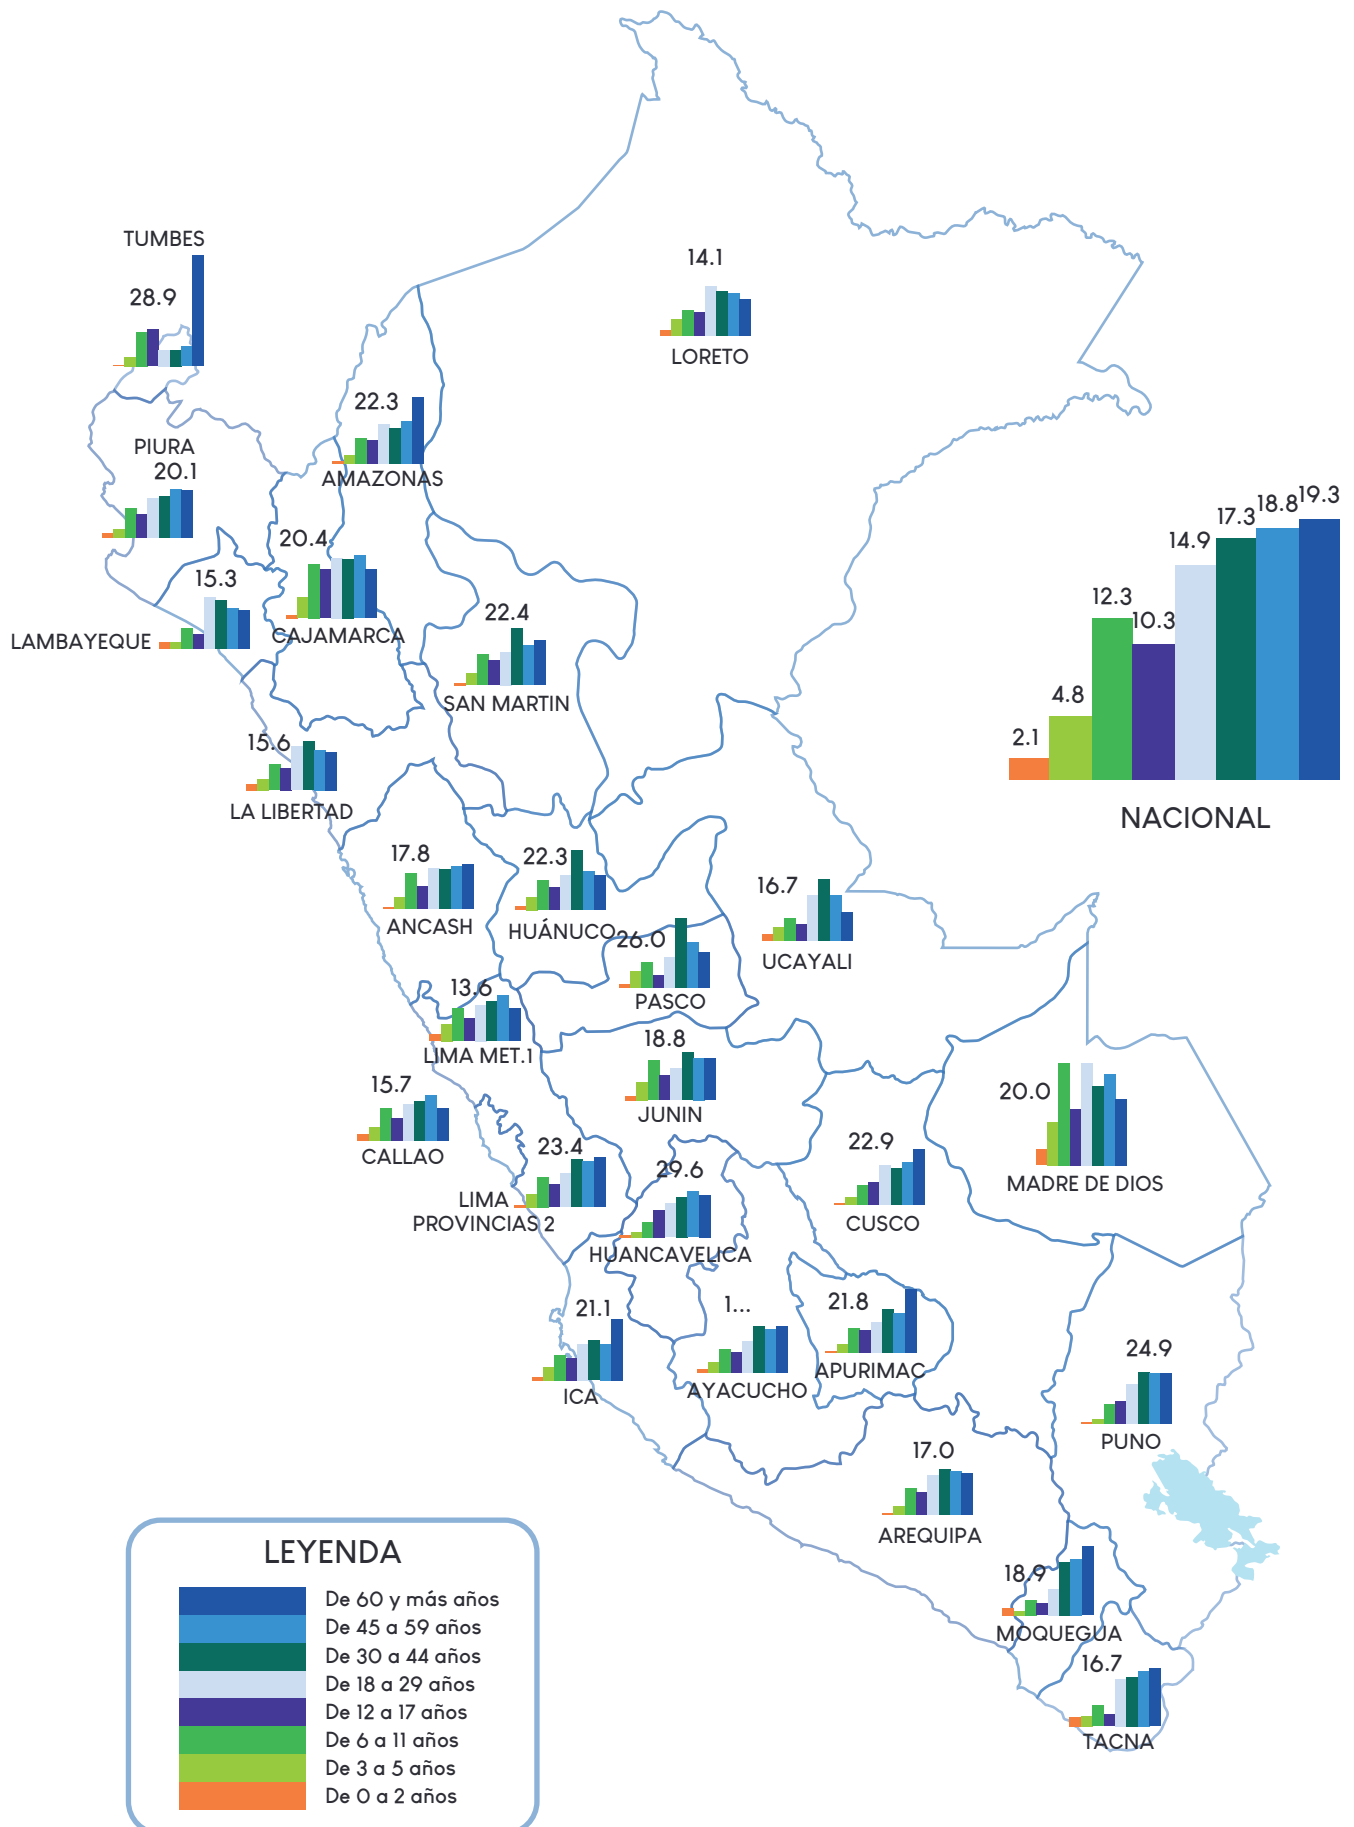 TUMBES
28.9
14.1
LORETO
22.3
AMAZONAS
PIURA
20.1
20.4
CAJAMARCA
15.3
LAMBAYEQUE
22.4
SAN MARTIN
2.1
4.8
12.3
10.3
14.9
17.3
18.8
19.3
NACIONAL
15.6
LA LIBERTAD
17.8
ANCASH
22.3
HUÁNUCO
26.0
PASCO
16.7
UCAYALI
13.6
LIMA MET.1
18.8
JUNIN
15.7
CALLAO
20.0
MADRE DE DIOS
23.4
LIMA
PROVINCIAS 2
29.6
HUANCAVELICA
22.9
CUSCO
21.1
ICA
1...
AYACUCHO
21.8
APURIMAC
24.9
PUNO
17.0
AREQUIPA
18.9
MOQUEGUA
16.7
TACNA
LEYENDA
De 60 y más años
De 45 a 59 años
De 30 a 44 años
De 18 a 29 años
De 12 a 17 años
De 6 a 11 años
De 3 a 5 años
De 0 a 2 años